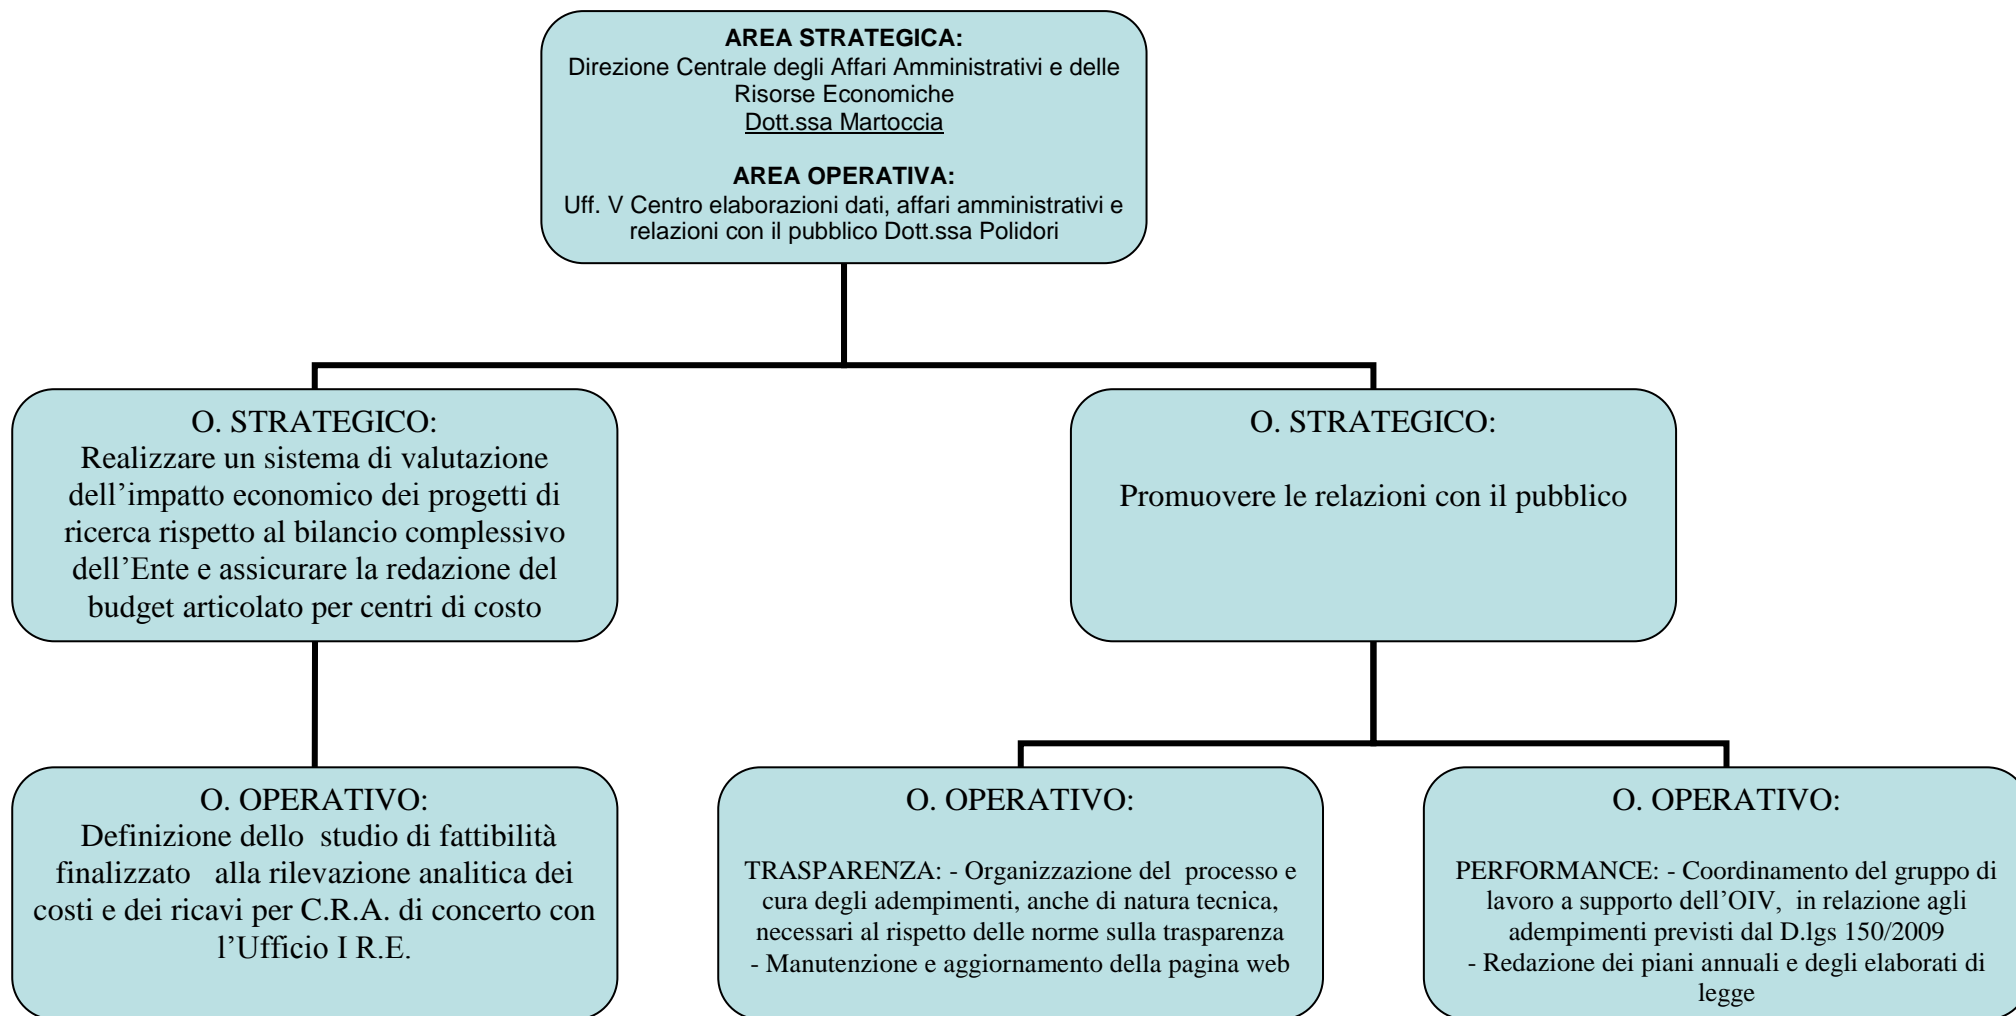 AREA STRATEGICA:
Direzione Centrale degli Affari Amministrativi e delle
Risorse Economiche
Dott.ssa Martoccia
AREA OPERATIVA:
Uff. V Centro elaborazioni dati, affari amministrativi e
relazioni con il pubblico Dott.ssa Polidori
O. STRATEGICO:
Realizzare un sistema di valutazione
dell’impatto economico dei progetti di
ricerca rispetto al bilancio complessivo
dell’Ente e assicurare la redazione del
budget articolato per centri di costo
O. STRATEGICO:
Promuovere le relazioni con il pubblico
O. OPERATIVO:
Definizione dello studio di fattibilità
finalizzato alla rilevazione analitica dei
costi e dei ricavi per C.R.A. di concerto con
l’Ufficio I R.E.
O. OPERATIVO:
TRASPARENZA: - Organizzazione del processo e
cura degli adempimenti, anche di natura tecnica,
necessari al rispetto delle norme sulla trasparenza
- Manutenzione e aggiornamento della pagina web
O. OPERATIVO:
PERFORMANCE: - Coordinamento del gruppo di
lavoro a supporto dell’OIV, in relazione agli
adempimenti previsti dal D.lgs 150/2009
- Redazione dei piani annuali e degli elaborati di
legge